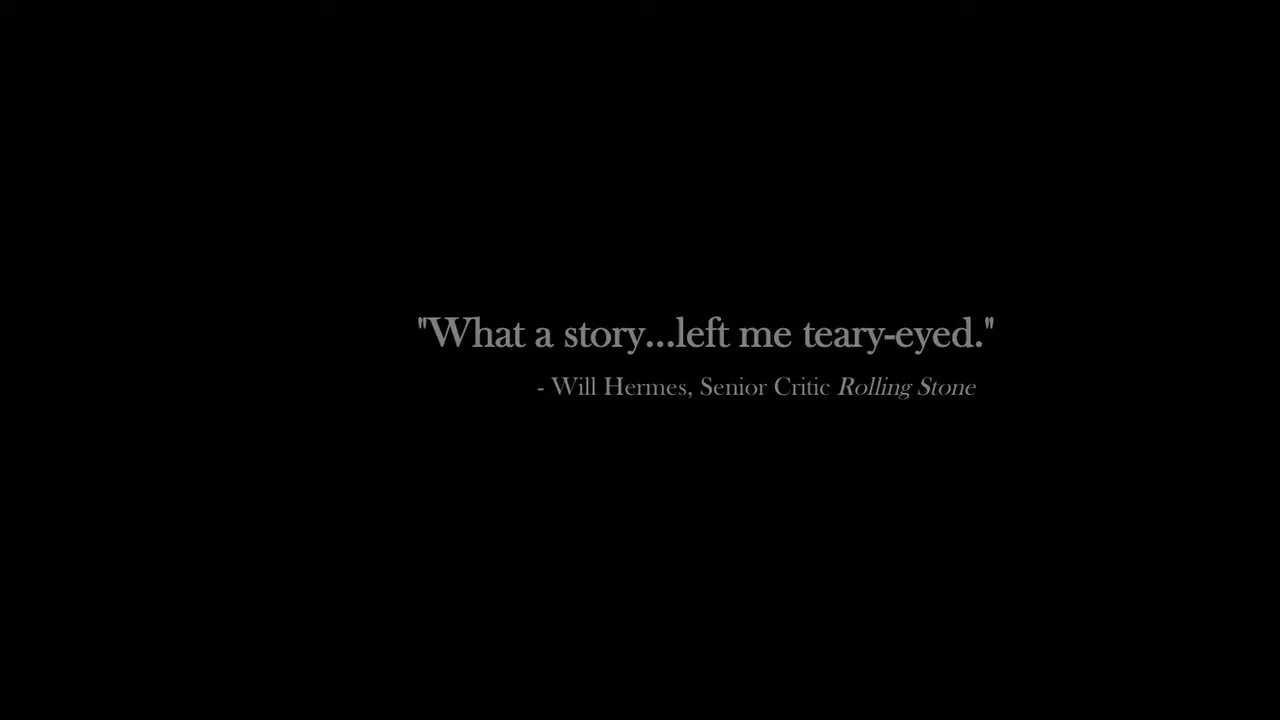 "What a story...left me teary-eyed."
- Will Hermes, Senior Critic Rolling Stone